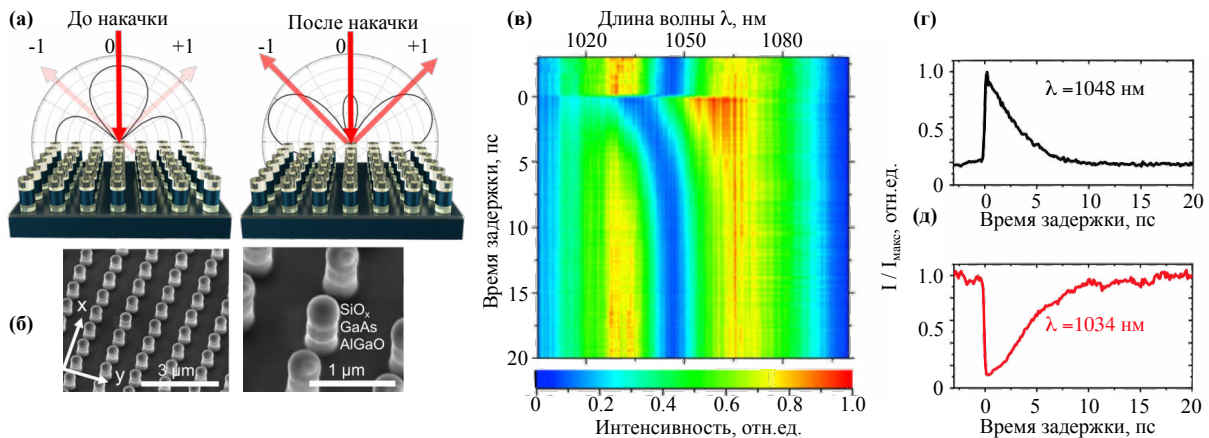 (а)
До накачки
После накачки
-1
0
+1
-1
0
+1
(б)
x
y
3 μm
SiOx
GaAs
AlGaO
1 μm
(в)
Длина волны λ, нм
1020
1050
1080
Время задержки, пс
0
5
10
15
20
0
0.2
0.4
0.6
0.8
1.0
Интенсивность, отн.ед.
(г)
λ =1048 нм
1.0
0.5
0
0
5
10
15
20
Время задержки, пс
(д)
I / Iмакс, отн.ед.
1.0
0.5
0
λ =1034 нм
0
5
10
15
20
Время задержки, пс